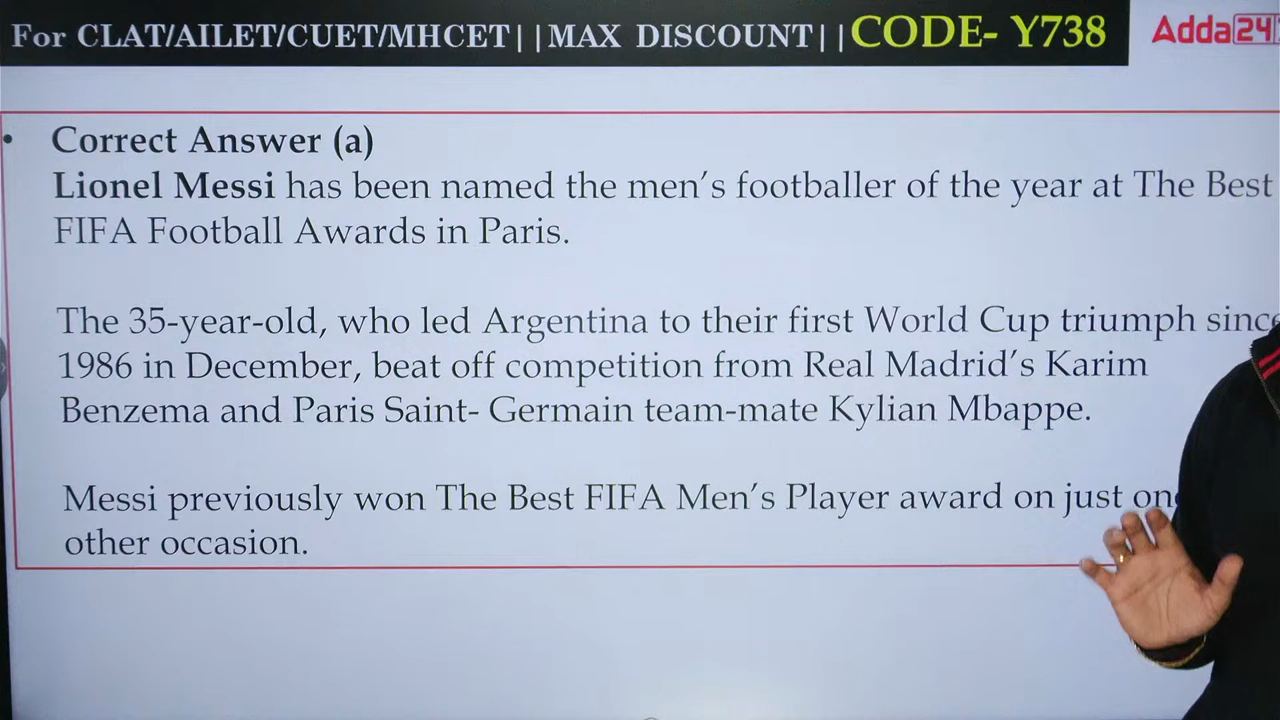 For CLAT/AILET/CUET/MHCET||MAX DISCOUNT||CODE- Y738
Adda24
• Correct Answer (a)
Lionel Messi has been named the men’s footballer of the year at The Best
FIFA Football Awards in Paris.
The 35-year-old, who led Argentina to their first World Cup triumph since
1986 in December, beat off competition from Real Madrid’s Karim
Benzema and Paris Saint- Germain team-mate Kylian Mbappe.
Messi previously won The Best FIFA Men’s Player award on just one
other occasion.